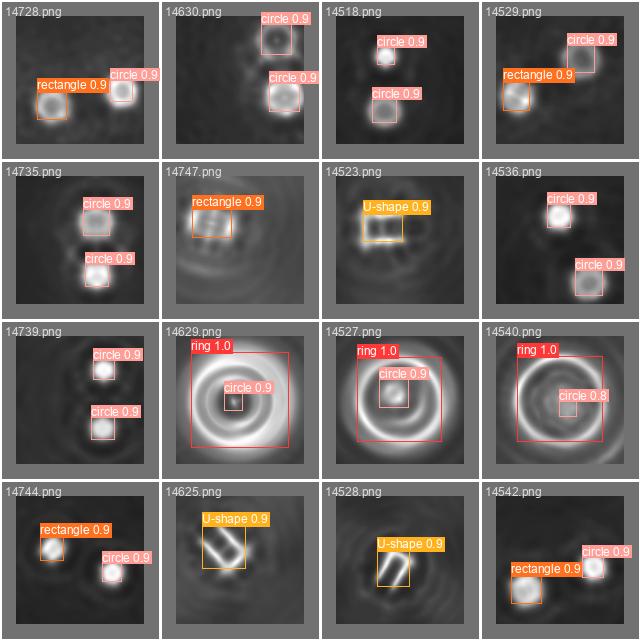 14728.png
rectangle 0.9
circle 0.9
14630.png
circle 0.9
circle 0.9
14518.png
circle 0.9
circle 0.9
14529.png
circle 0.9
rectangle 0.9
14735.png
circle 0.9
circle 0.9
14747.png
rectangle 0.9
14523.png
U-shape 0.9
14536.png
circle 0.9
circle 0.9
14739.png
circle 0.9
circle 0.9
14629.png
ring 1.0
circle 0.9
14527.png
ring 1.0
circle 0.9
14540.png
ring 1.0
circle 0.8
14744.png
rectangle 0.9
circle 0.9
14625.png
U-shape 0.9
14528.png
U-shape 0.9
14542.png
circle 0.9
rectangle 0.9